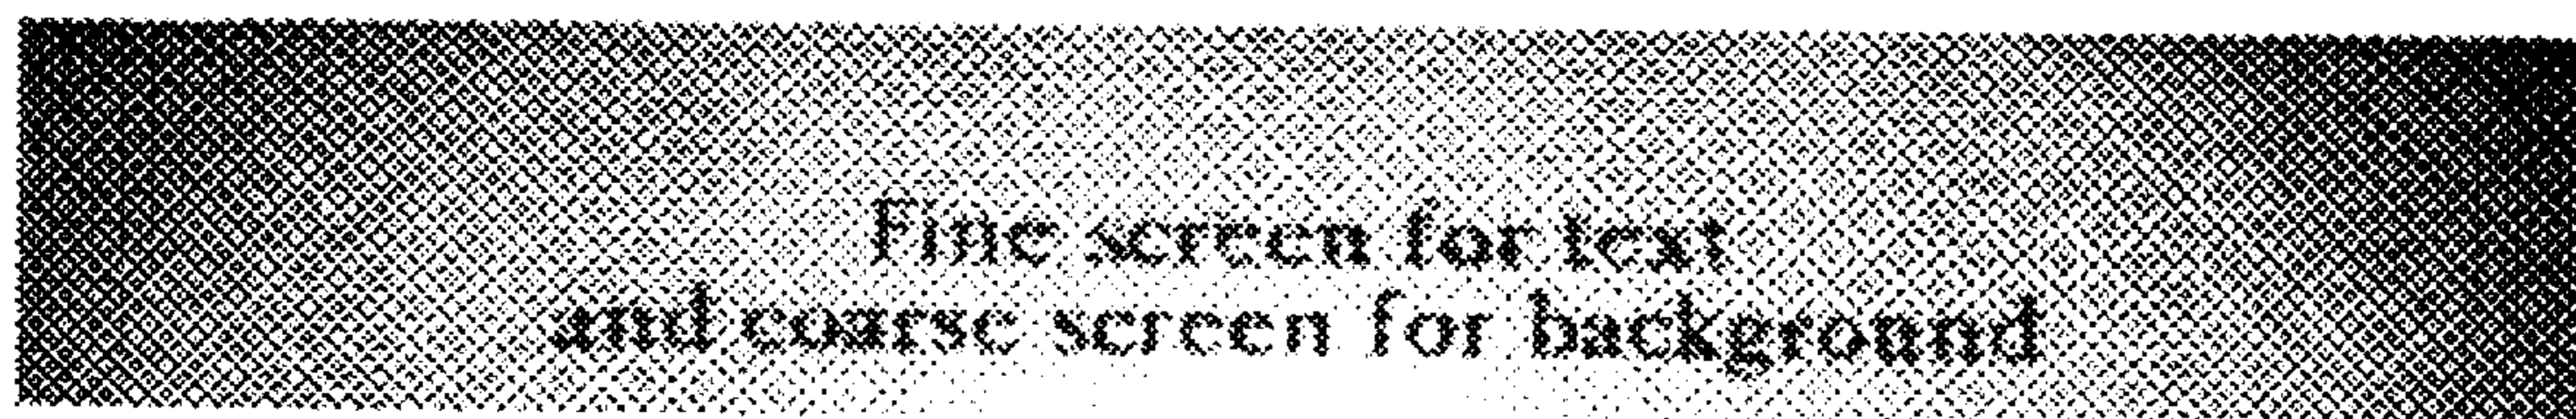 Fine screen for text
and coarse screen for background